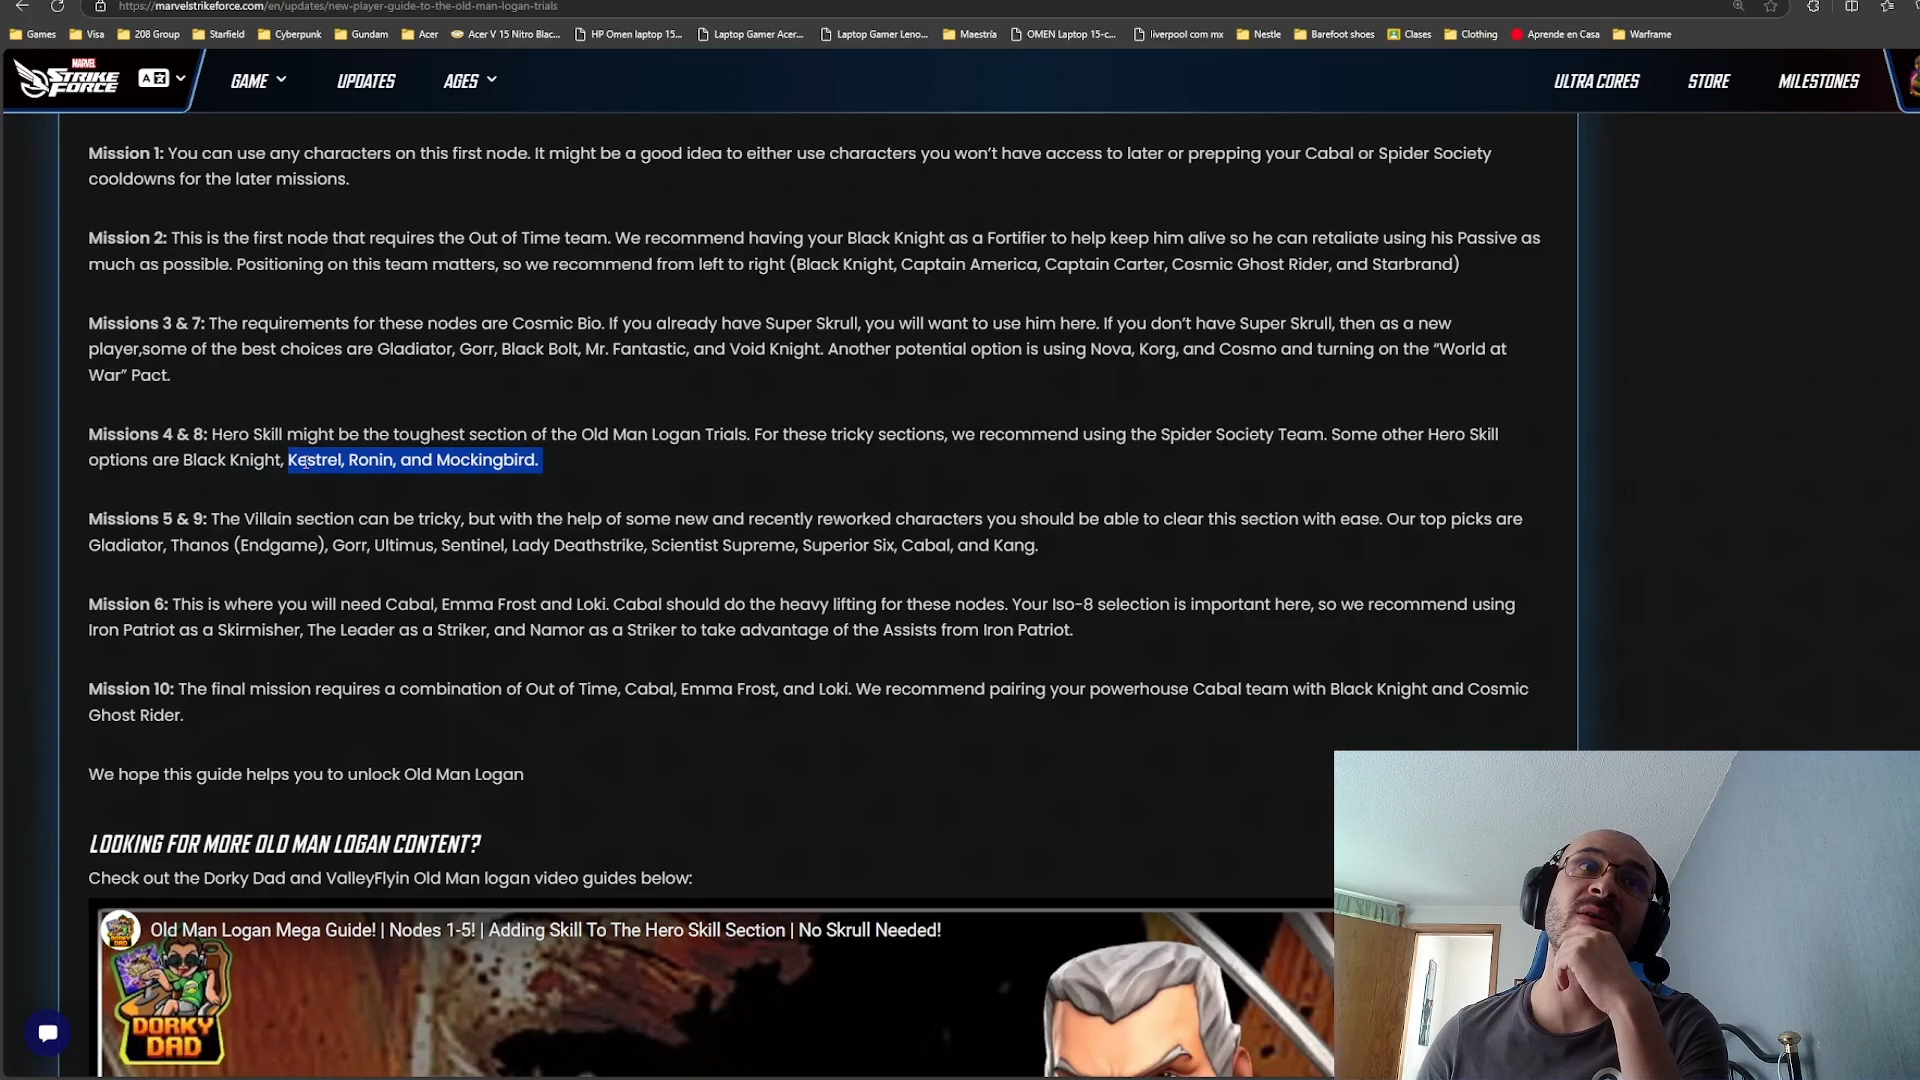 https://marvelstrikeforce.com/en/updates/new-player-guide-to-the-old-man-logan-trials
Games Visa 208 Group Starfield Cyberpunk Gundam Acer Acer V 15 Nitro Blac... HP Omen laptop 15... Laptop Gamer Acer... Laptop Gamer Leno... Maestría OMEN Laptop 15-c... liverpool com mx Nestle Barefoot shoes Clases Clothing Aprende en Casa Warframe
MARVEL STRIKE FORCE GAME UPDATES AGES ULTRA CORES STORE MILESTONES
Mission 1: You can use any characters on this first node. It might be a good idea to either use characters you won’t have access to later or prepping your Cabal or Spider Society
cooldowns for the later missions.
Mission 2: This is the first node that requires the Out of Time team. We recommend having your Black Knight as a Fortifier to help keep him alive so he can retaliate using his Passive as
much as possible. Positioning on this team matters, so we recommend from left to right (Black Knight, Captain America, Captain Carter, Cosmic Ghost Rider, and Starbrand)
Missions 3 & 7: The requirements for these nodes are Cosmic Bio. If you already have Super Skrull, you will want to use him here. If you don’t have Super Skrull, then as a new
player,some of the best choices are Gladiator, Gorr, Black Bolt, Mr. Fantastic, and Void Knight. Another potential option is using Nova, Korg, and Cosmo and turning on the “World at
War” Pact.
Missions 4 & 8: Hero Skill might be the toughest section of the Old Man Logan Trials. For these tricky sections, we recommend using the Spider Society Team. Some other Hero Skill
options are Black Knight, Kestrel, Ronin, and Mockingbird.
Missions 5 & 9: The Villain section can be tricky, but with the help of some new and recently reworked characters you should be able to clear this section with ease. Our top picks are
Gladiator, Thanos (Endgame), Gorr, Ultimus, Sentinel, Lady Deathstrike, Scientist Supreme, Superior Six, Cabal, and Kang.
Mission 6: This is where you will need Cabal, Emma Frost and Loki. Cabal should do the heavy lifting for these nodes. Your Iso-8 selection is important here, so we recommend using
Iron Patriot as a Skirmisher, The Leader as a Striker, and Namor as a Striker to take advantage of the Assists from Iron Patriot.
Mission 10: The final mission requires a combination of Out of Time, Cabal, Emma Frost, and Loki. We recommend pairing your powerhouse Cabal team with Black Knight and Cosmic
Ghost Rider.
We hope this guide helps you to unlock Old Man Logan
LOOKING FOR MORE OLD MAN LOGAN CONTENT?
Check out the Dorky Dad and ValleyFlyin Old Man logan video guides below:
Old Man Logan Mega Guide! | Nodes 1-5! | Adding Skill To The Hero Skill Section | No Skrull Needed!
DORKY
DAD